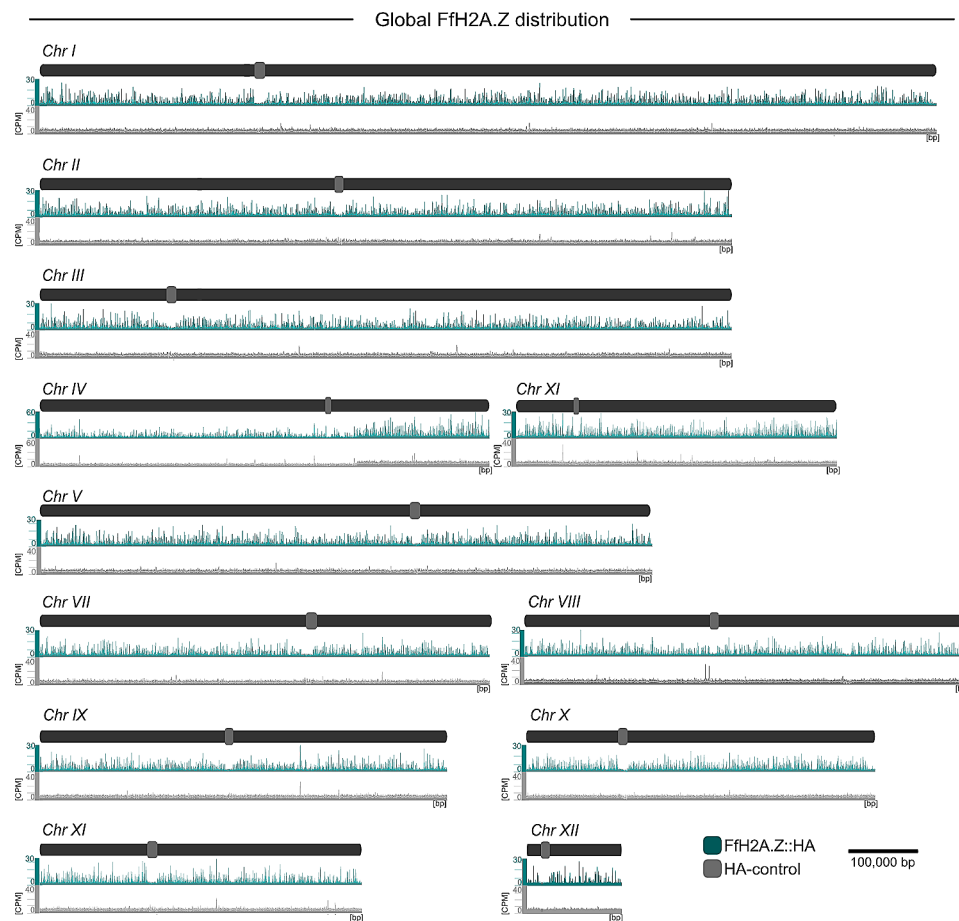 Global FfH2A.Z distribution
Chr I
30
0
40
0
[CPM]
[bp]
Chr II
30
0
40
0
[CPM]
[bp]
Chr III
30
0
40
0
[CPM]
[bp]
Chr IV Chr XI
60 30
0 0
60 40
0 0
[CPM] [CPM]
[bp] [bp]
Chr V
30
0
40
0
[CPM]
[bp]
Chr VII Chr VIII
30 30
0 0
40 40
0 0
[CPM] [CPM]
[bp] [bp]
Chr IX Chr X
30 30
0 0
40 40
0 0
[CPM] [CPM]
[bp] [bp]
Chr XI Chr XII
30 30
0 0
40 40
0 0
[CPM] [CPM]
[bp] [bp]
FfH2A.Z::HA
HA-control
100,000 bp